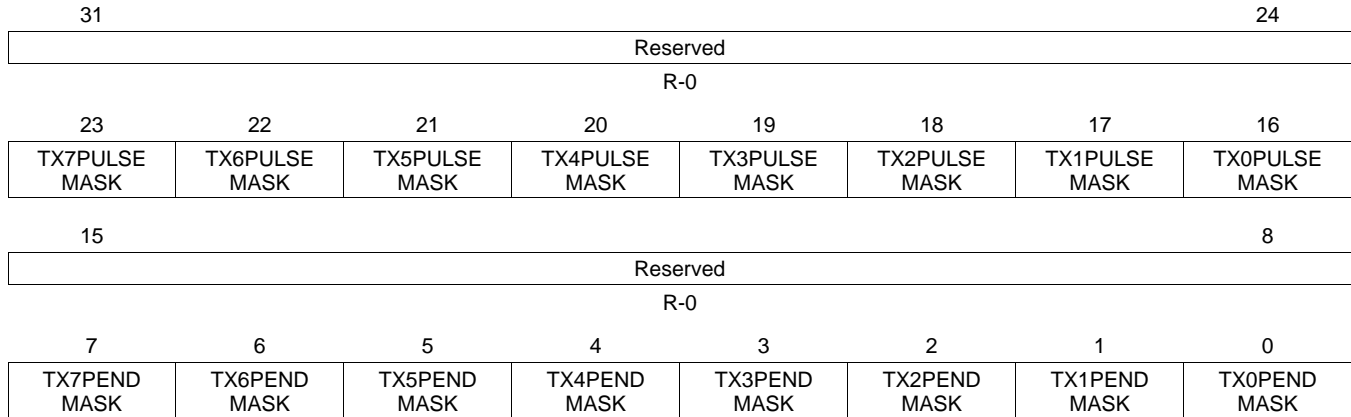 31 24
Reserved
R-0
23 22 21 20 19 18 17 16
TX7PULSE TX6PULSE TX5PULSE TX4PULSE TX3PULSE TX2PULSE TX1PULSE TX0PULSE
MASK MASK MASK MASK MASK MASK MASK MASK
15 8
Reserved
R-0
7 6 5 4 3 2 1 0
TX7PEND TX6PEND TX5PEND TX4PEND TX3PEND TX2PEND TX1PEND TX0PEND
MASK MASK MASK MASK MASK MASK MASK MASK